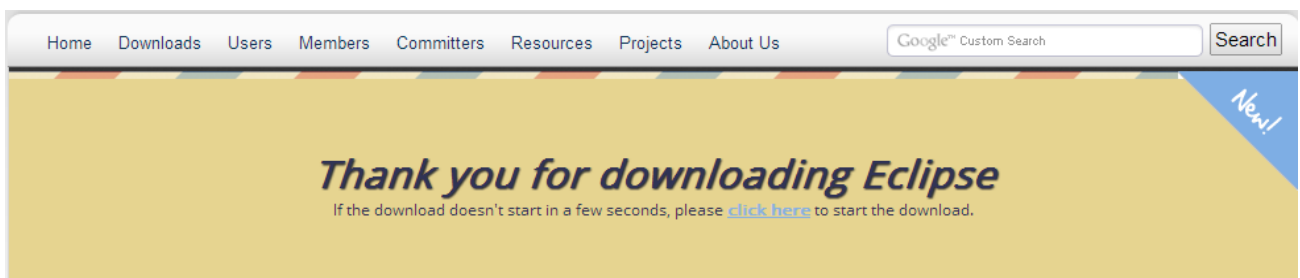 Home Downloads Users Members Committers Resources Projects About Us Google™ Custom Search Search
New!
Thank you for downloading Eclipse
If the download doesn't start in a few seconds, please click here to start the download.